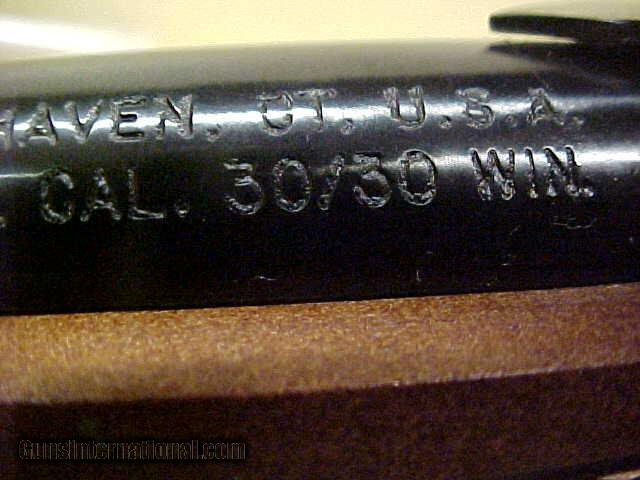 HAVEN, CT. U.S.A.
. CAL. 30/30 WIN.
GunsInternational.com